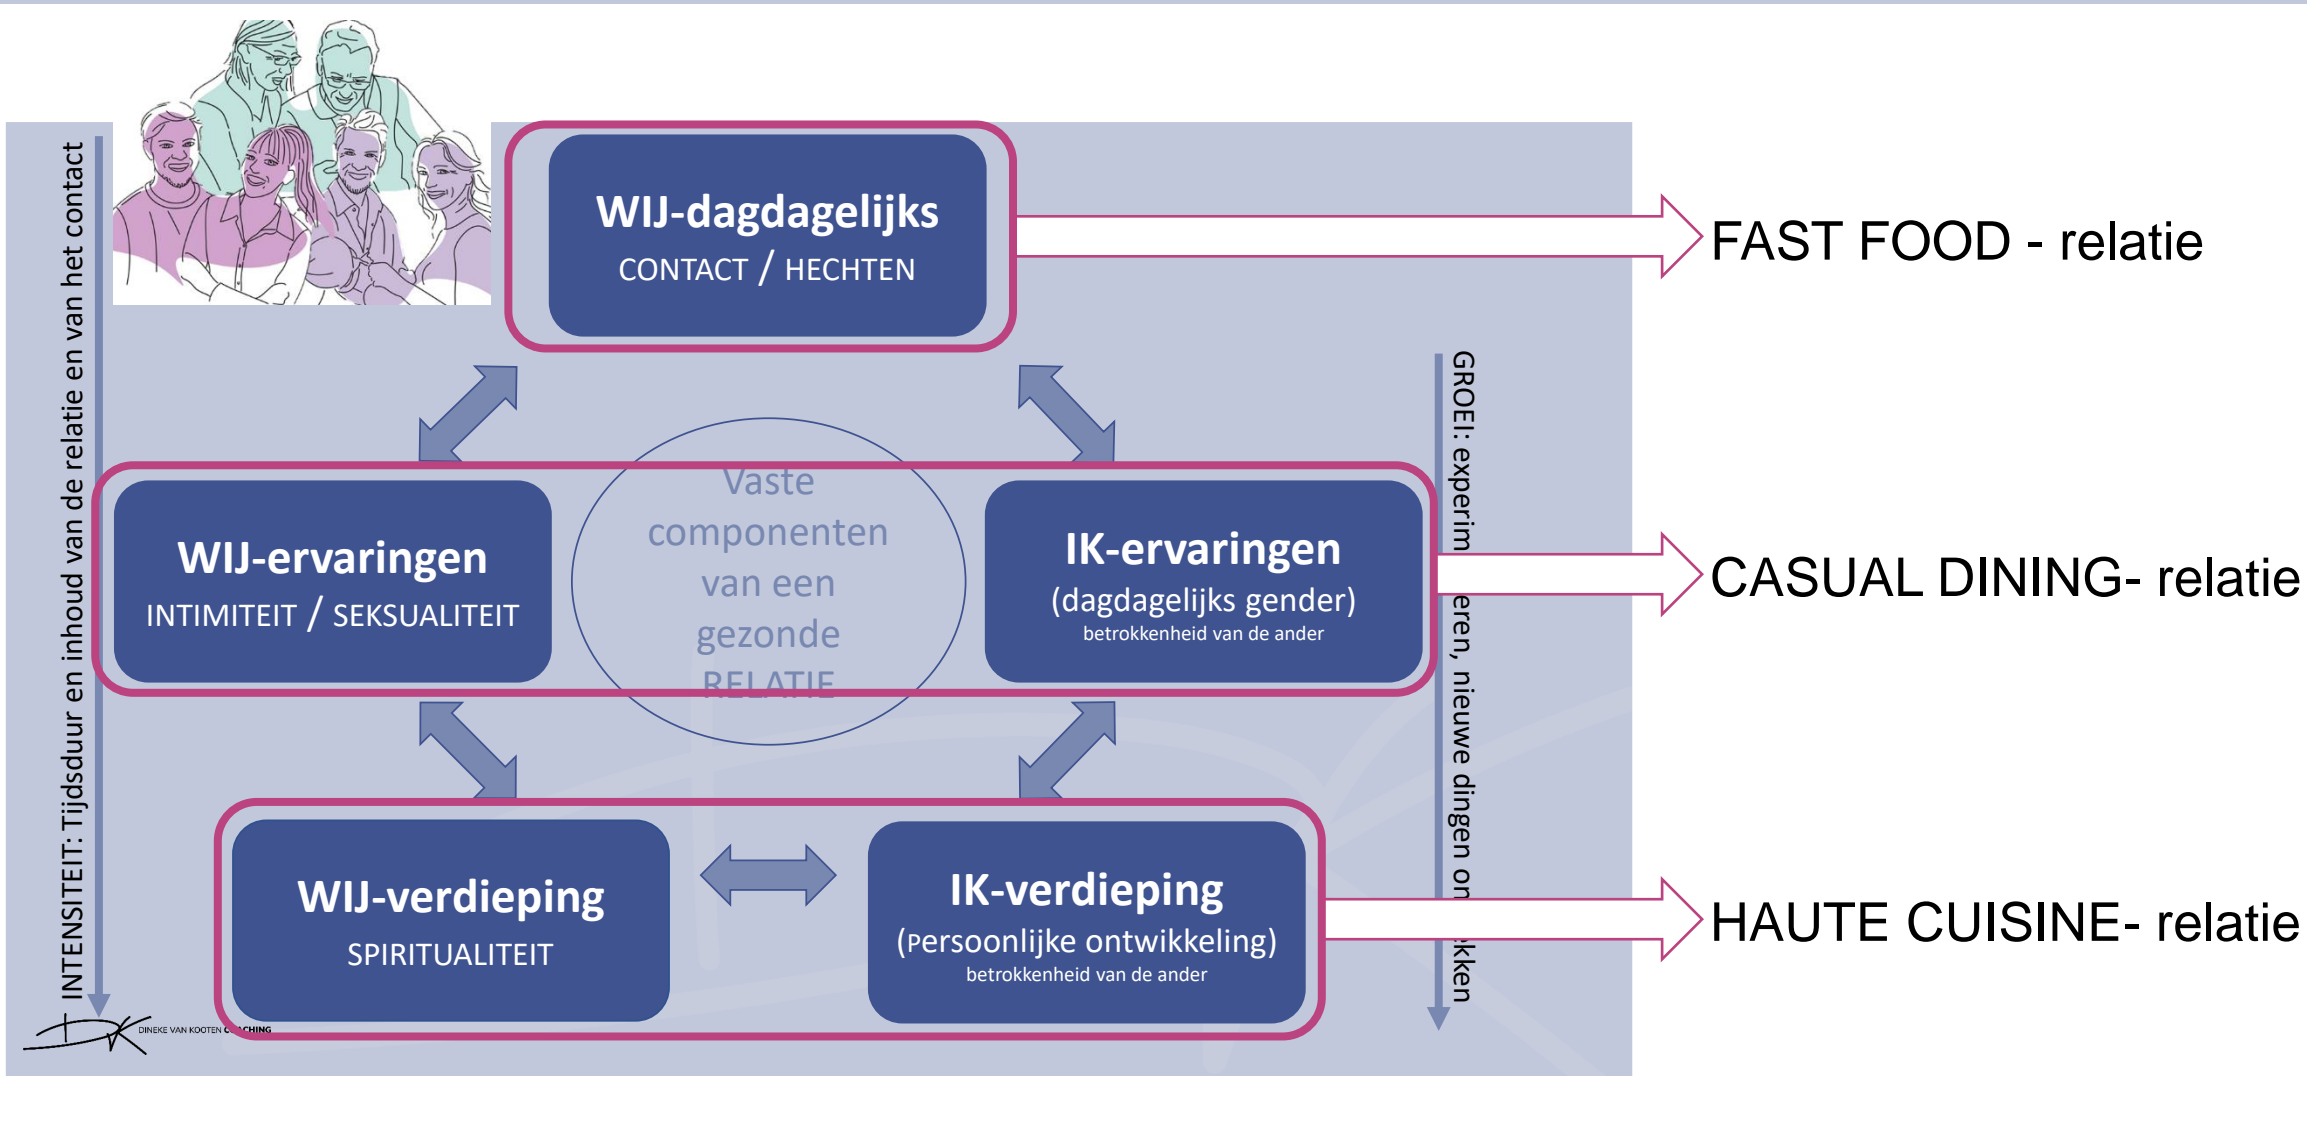 INTENSITEIT: Tijdsduur en inhoud van de relatie en van het contact
WIJ-dagdagelijks
CONTACT / HECHTEN
FAST FOOD - relatie
GROEI: experim eren, nieuwe dingen on kken
Vaste
componenten
van een
gezonde
RELATIE
WIJ-ervaringen
INTIMITEIT / SEKSUALITEIT
IK-ervaringen
(dagdagelijks gender)
betrokkenheid van de ander
CASUAL DINING- relatie
WIJ-verdieping
SPIRITUALITEIT
IK-verdieping
(Persoonlijke ontwikkeling)
betrokkenheid van de ander
HAUTE CUISINE- relatie
DK
DINEKE VAN KOOTEN COACHING